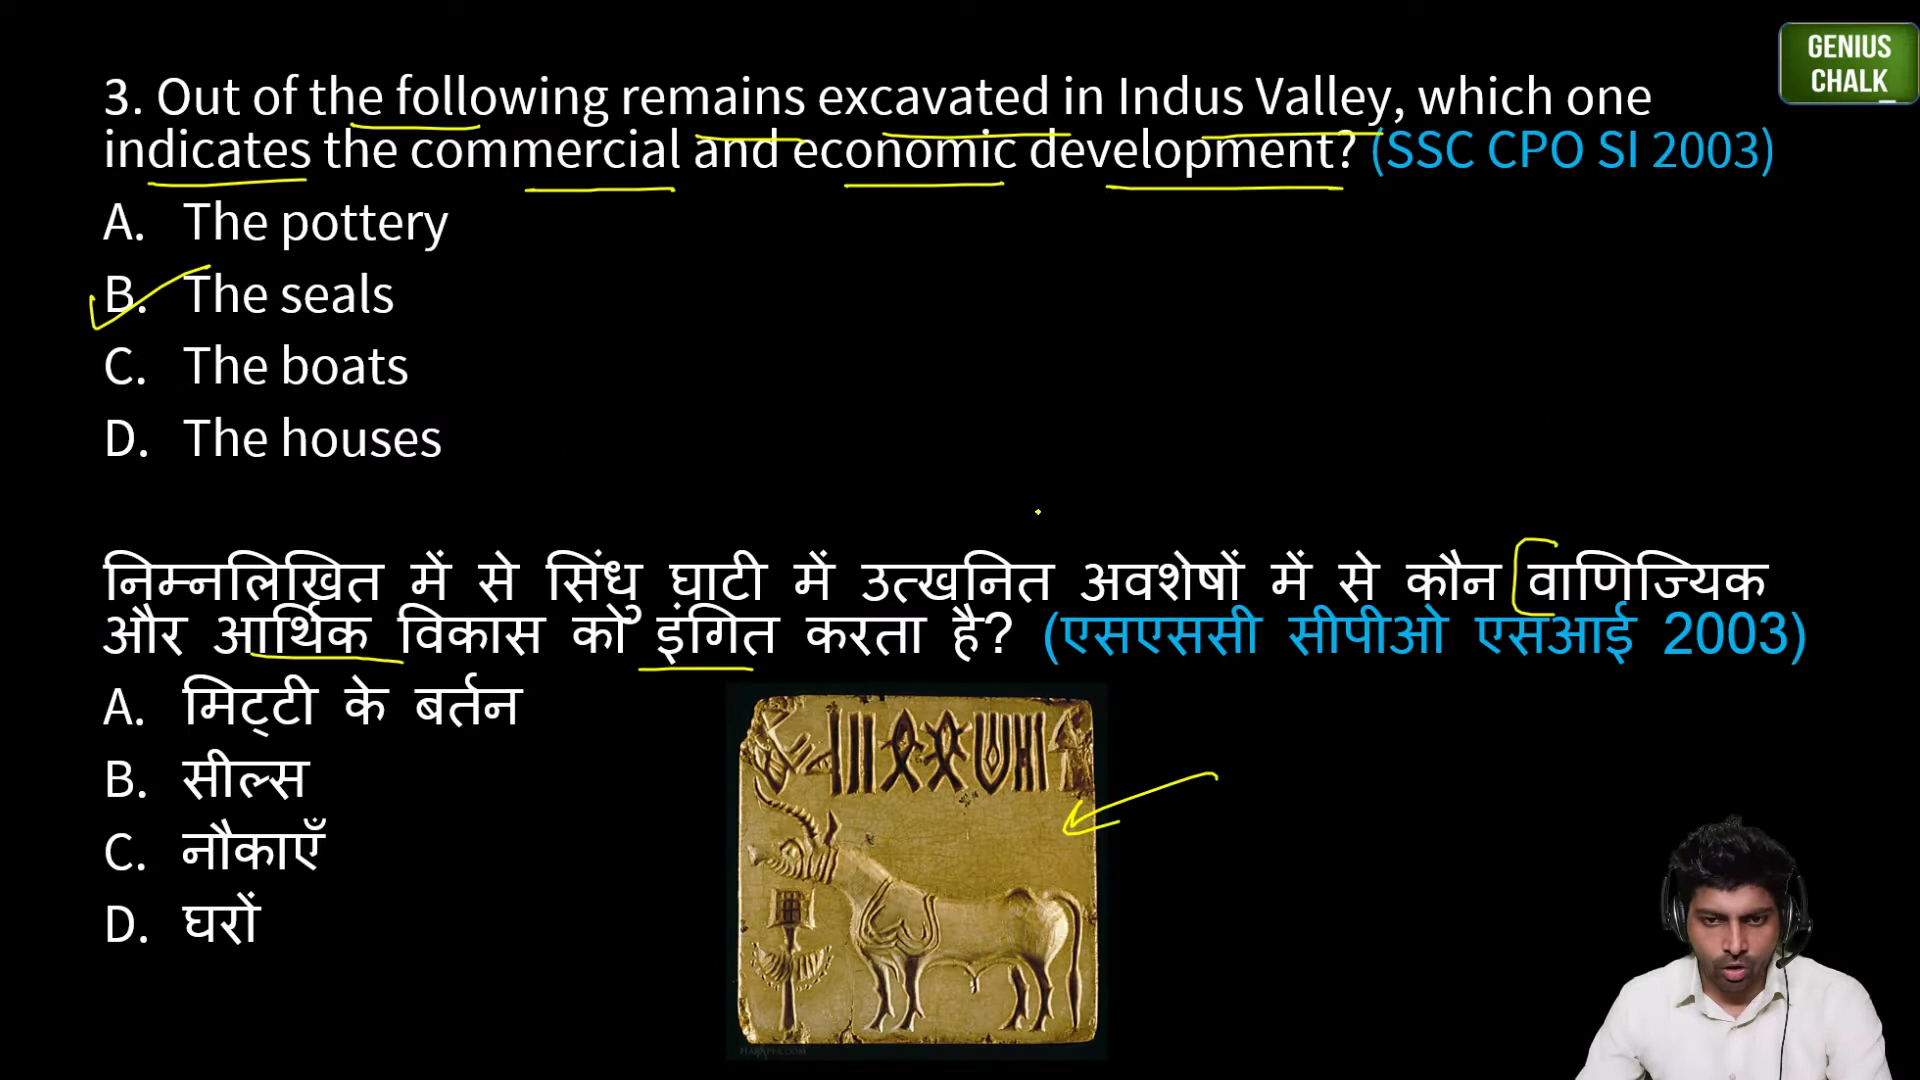 GENIUS
CHALK
3. Out of the following remains excavated in Indus Valley, which one
indicates the commercial and economic development? (SSC CPO SI 2003)
A. The pottery
B. The seals
C. The boats
D. The houses
निम्नलिखित में से सिंधु घाटी में उत्खनित अवशेषों में से कौन वाणिज्यिक
और आर्थिक विकास को इंगित करता है? (एसएससी सीपीओ एसआई 2003)
A. मिट्टी के बर्तन
B. सील्स
C. नौकाएँ
D. घरों
HARAPPA.COM